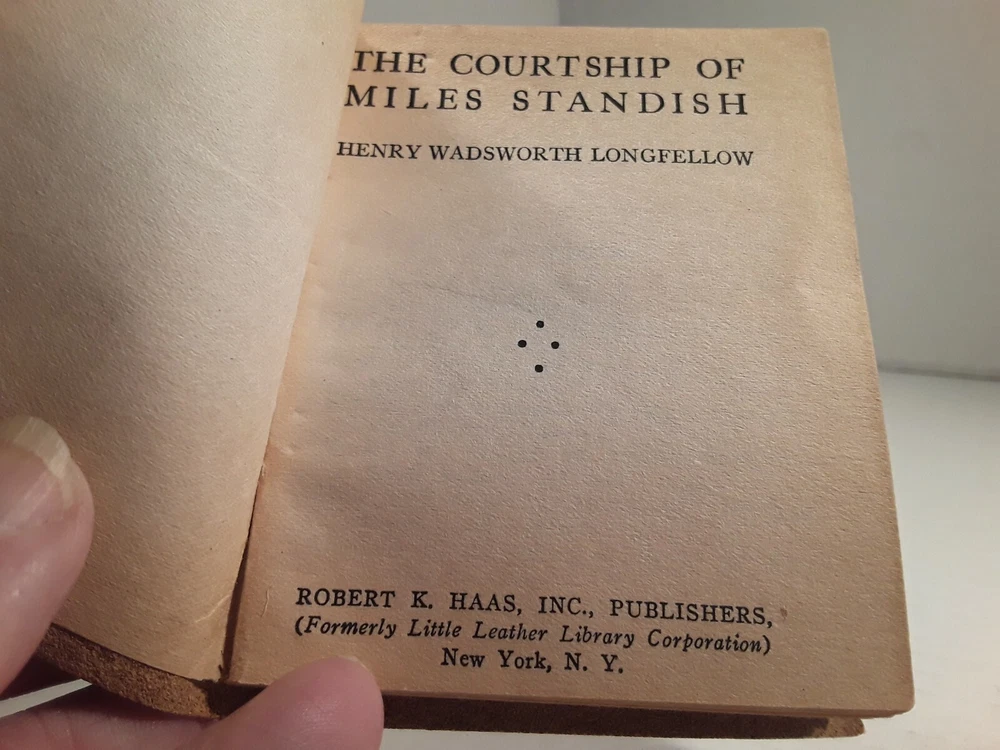 THE COURTSHIP OF
MILES STANDISH
HENRY WADSWORTH LONGFELLOW
ROBERT K. HAAS, INC., PUBLISHERS,
(Formerly Little Leather Library Corporation)
New York, N. Y.